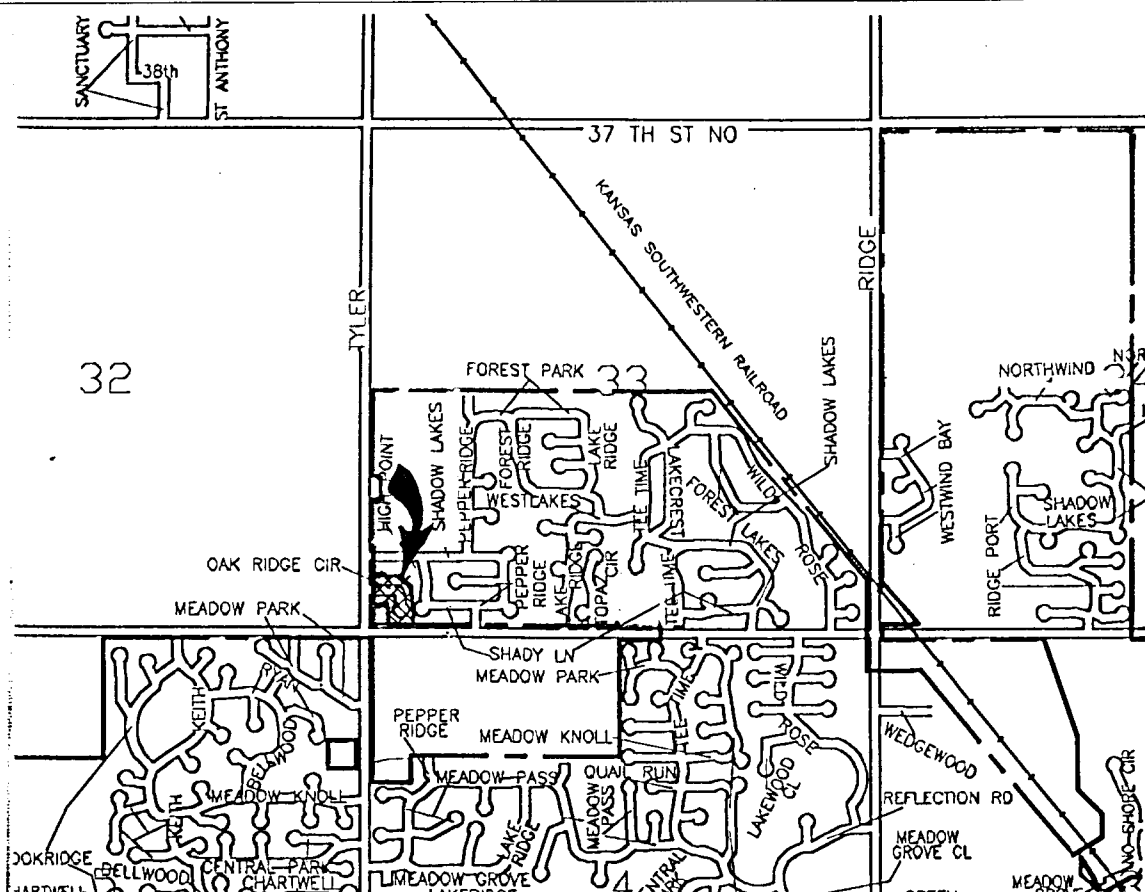 SANCTUARY
38th
ST ANTHONY
37 TH ST NO
KANSAS SOUTHWESTERN RAILROAD
RIDGE
TYLER
32
33
FOREST PARK
SHADOW LAKES
NORTHWIND
SHADOW LAKES
PEPPER RIDGE
FOREST
RIDGE
LAKE
RIDGE
TEE TIME
LAKECREST
WILD
ROSE
FOREST
LAKES
WESTLAKES
WESTWIND BAY
SHADOW
LAKES
RIDGE PORT
OAK RIDGE CIR
PEPPER
RIDGE
LAKE
RIDGE
TOPAZ CIR
TEE TIME
MEADOW PARK
SHADY LN
MEADOW PARK
RYAN
KEITH
BELLWOOD
TEE TIME
WILD
ROSE
PEPPER
RIDGE
MEADOW KNOLL
WEDGEWOOD
MEADOW PASS
QUAIL RUN
MEADOW KNOLL
MEADOW
PASS
LAKEWOOD
CL
REFLECTION RD
KEITH
LAKE
RIDGE
MEADOW
GROVE CL
OOKRIDGE
DELLWOOD
CENTRAL PARK
CHARTWELL
MEADOW GROVE
LAKERIDGE
MEADOW